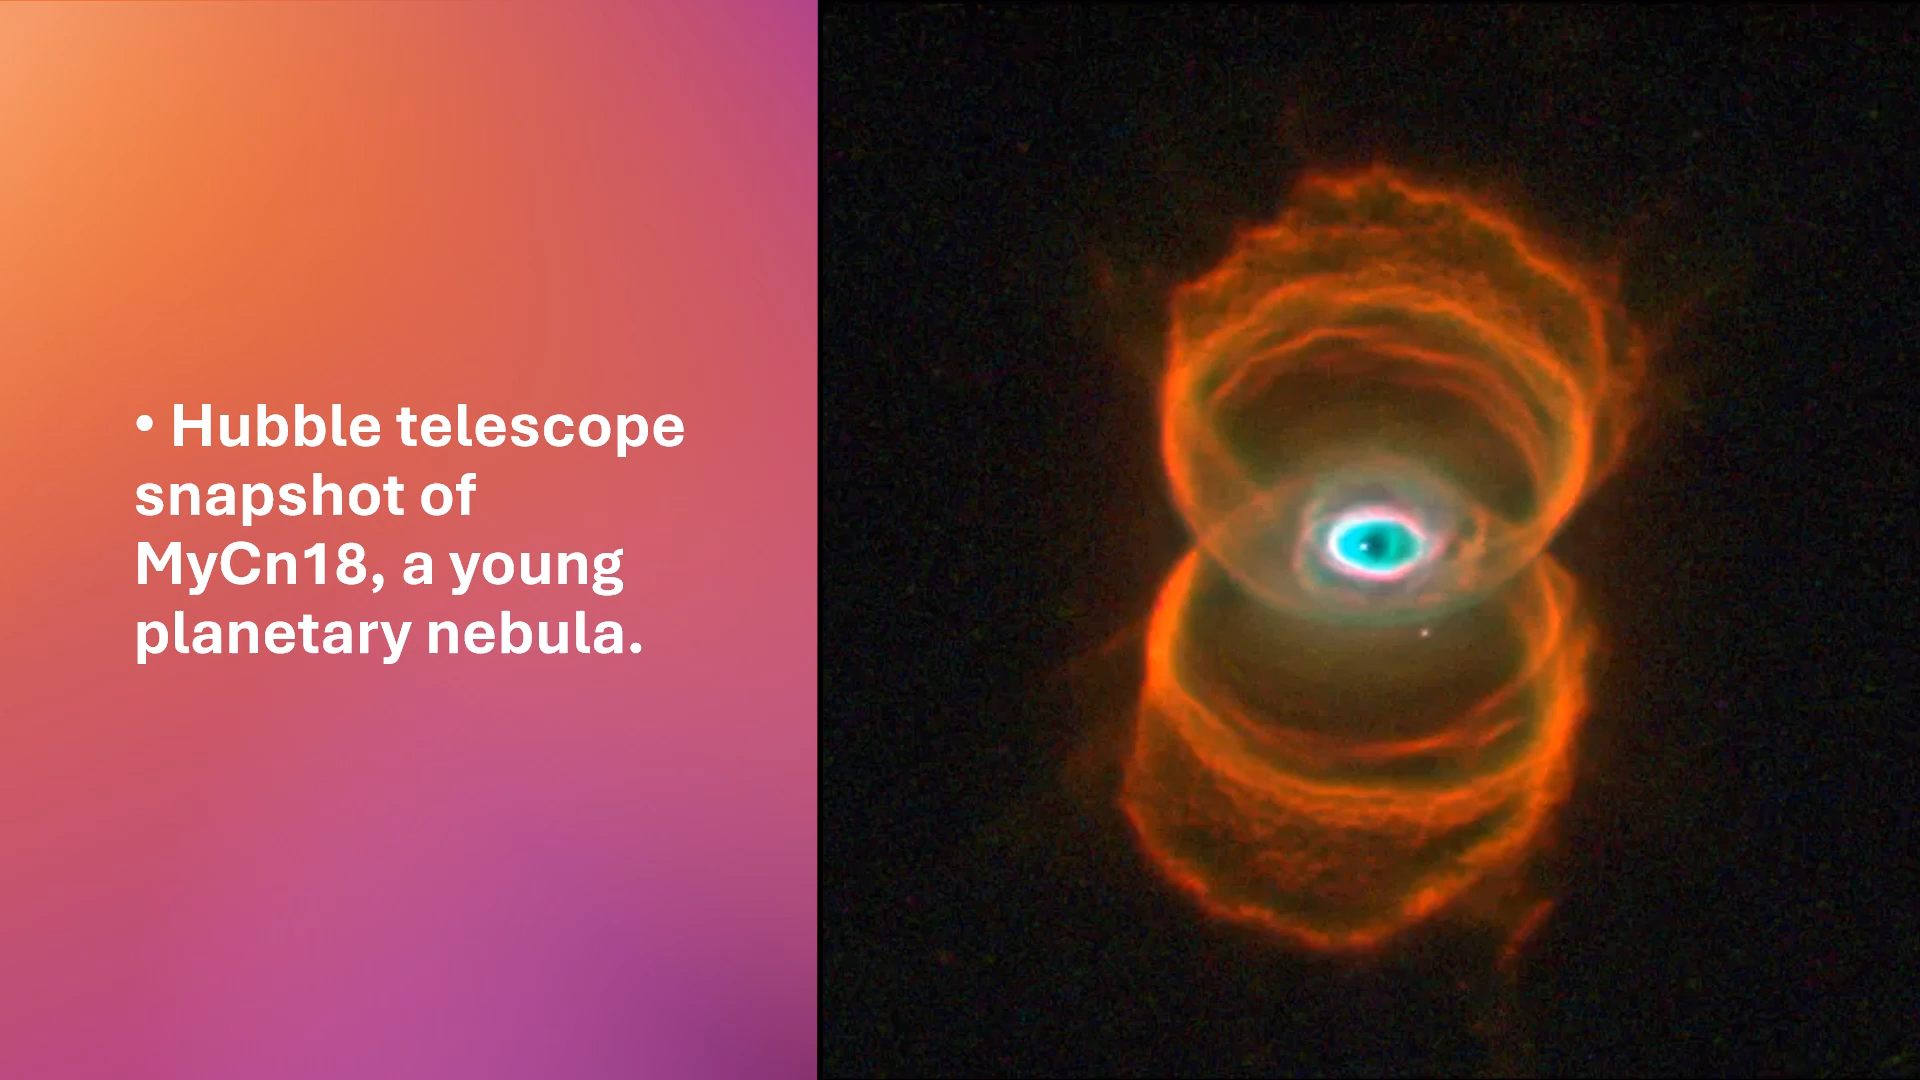 • Hubble telescope
snapshot of
MyCn18, a young
planetary nebula.